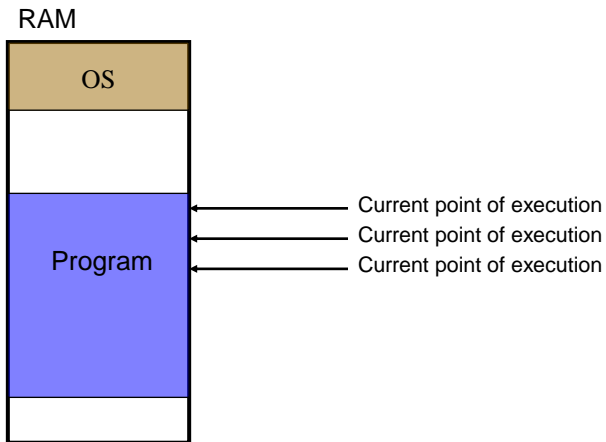 RAM
OS
Current point of execution
Current point of execution
Program
Current point of execution